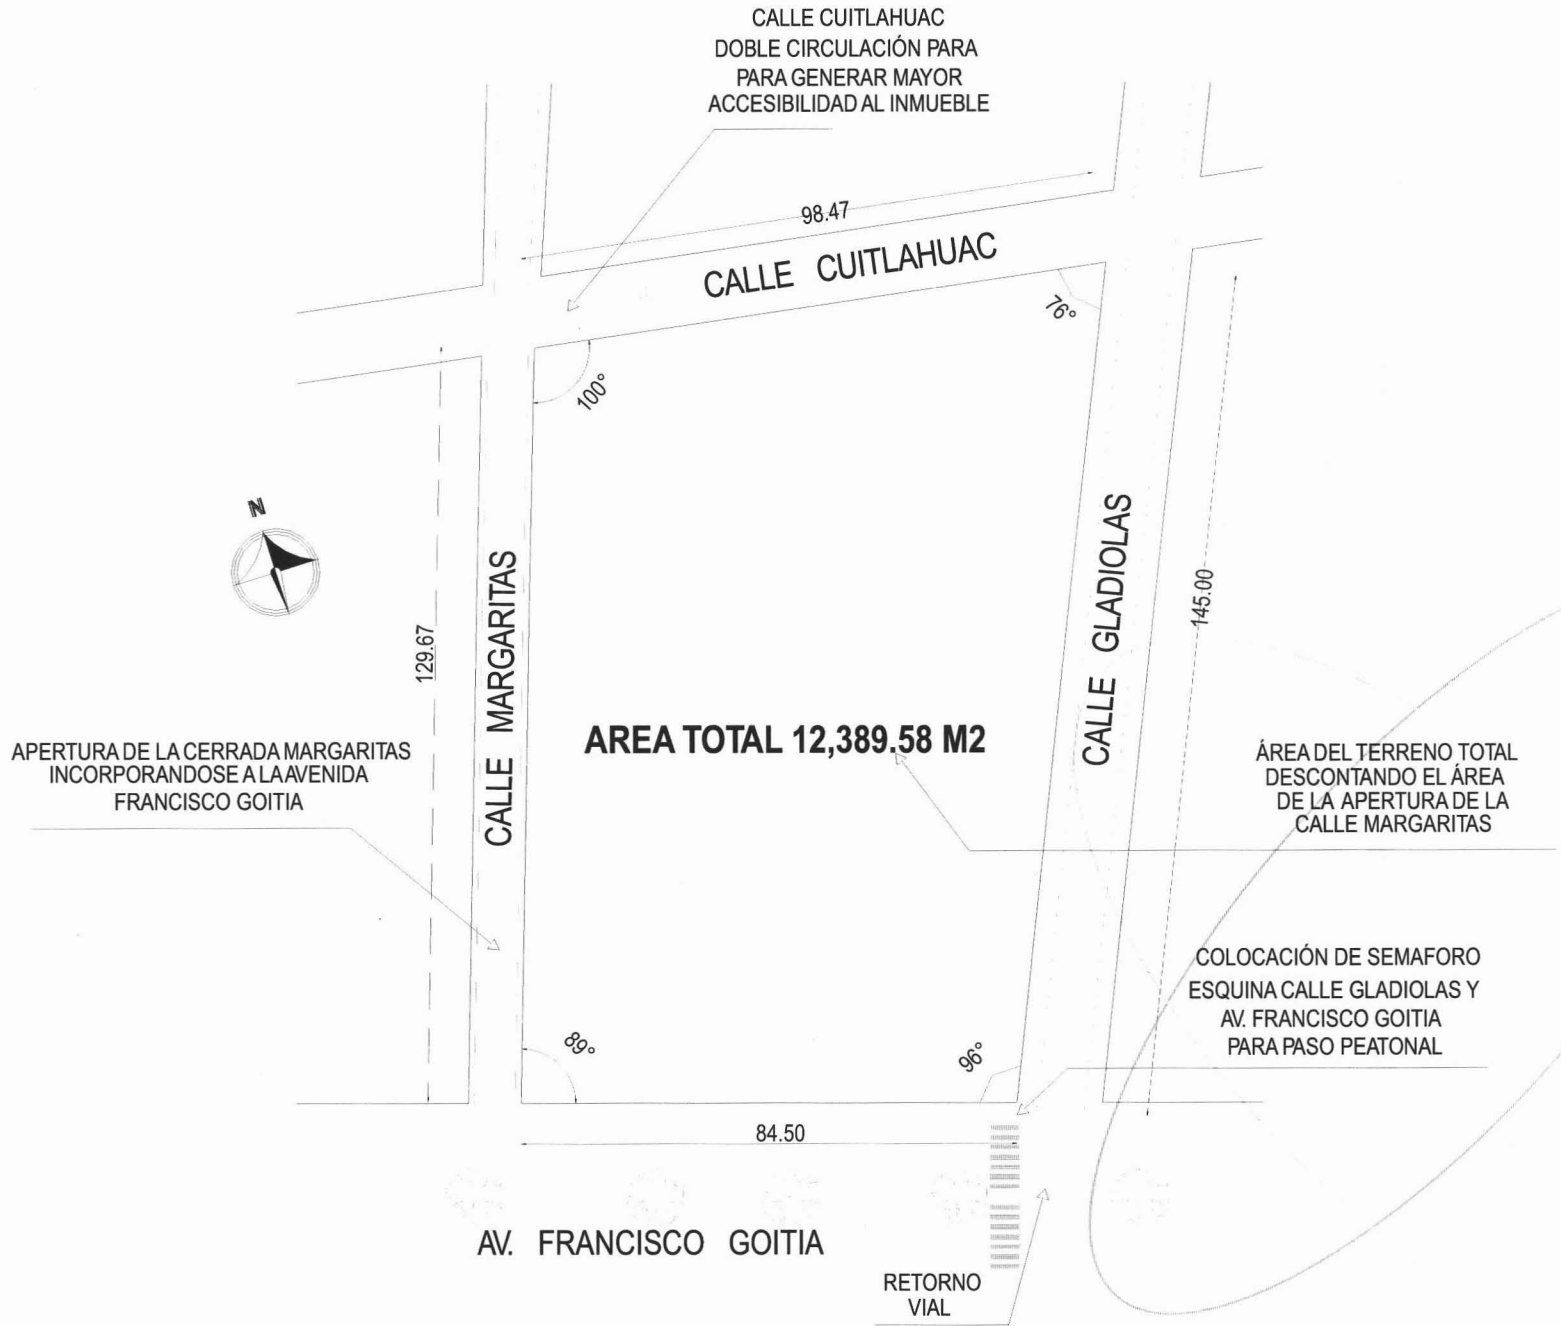 CALLE CUITLAHUAC
DOBLE CIRCULACIÓN PARA
PARA GENERAR MAYOR
ACCESIBILIDAD AL INMUEBLE
98.47
CALLE CUITLAHUAC
76°
100°
N
CALLE MARGARITAS
129.67
CALLE GLADIOLAS
145.00
AREA TOTAL 12,389.58 M2
APERTURA DE LA CERRADA MARGARITAS
INCORPORANDOSE A LA AVENIDA
FRANCISCO GOITIA
ÁREA DEL TERRENO TOTAL
DESCONTANDO EL ÁREA
DE LA APERTURA DE LA
CALLE MARGARITAS
COLOCACIÓN DE SEMAFORO
ESQUINA CALLE GLADIOLAS Y
AV. FRANCISCO GOITIA
PARA PASO PEATONAL
89°
96°
84.50
AV. FRANCISCO GOITIA
RETORNO
VIAL